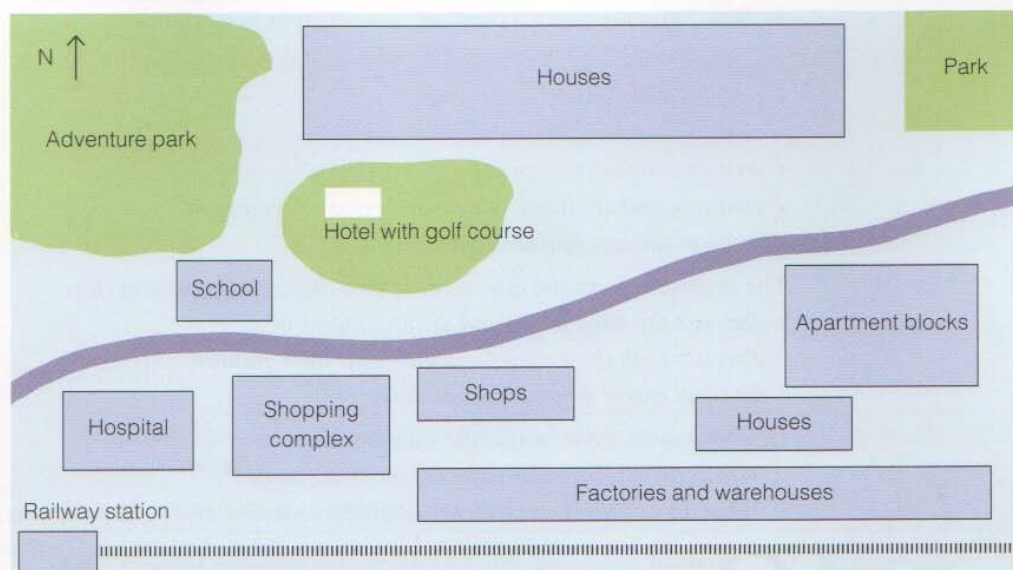 N
Houses
Park
Adventure park
Hotel with golf course
School
Apartment blocks
Shops
Hospital
Shopping
complex
Houses
Factories and warehouses
Railway station